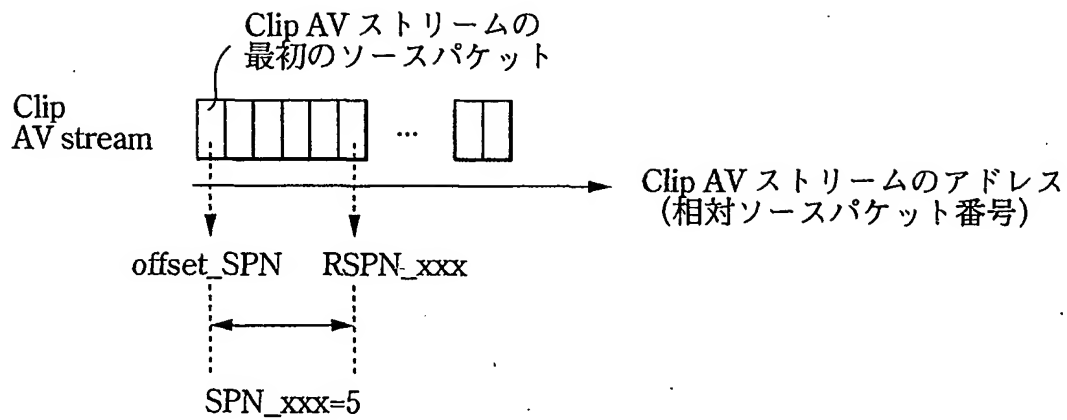 Clip AV ストリームの
最初のソースパケット
Clip
AV stream
...
Clip AV ストリームのアドレス
(相対ソースパケット番号)
offset_SPN RSPN_xxx
SPN_xxx=5